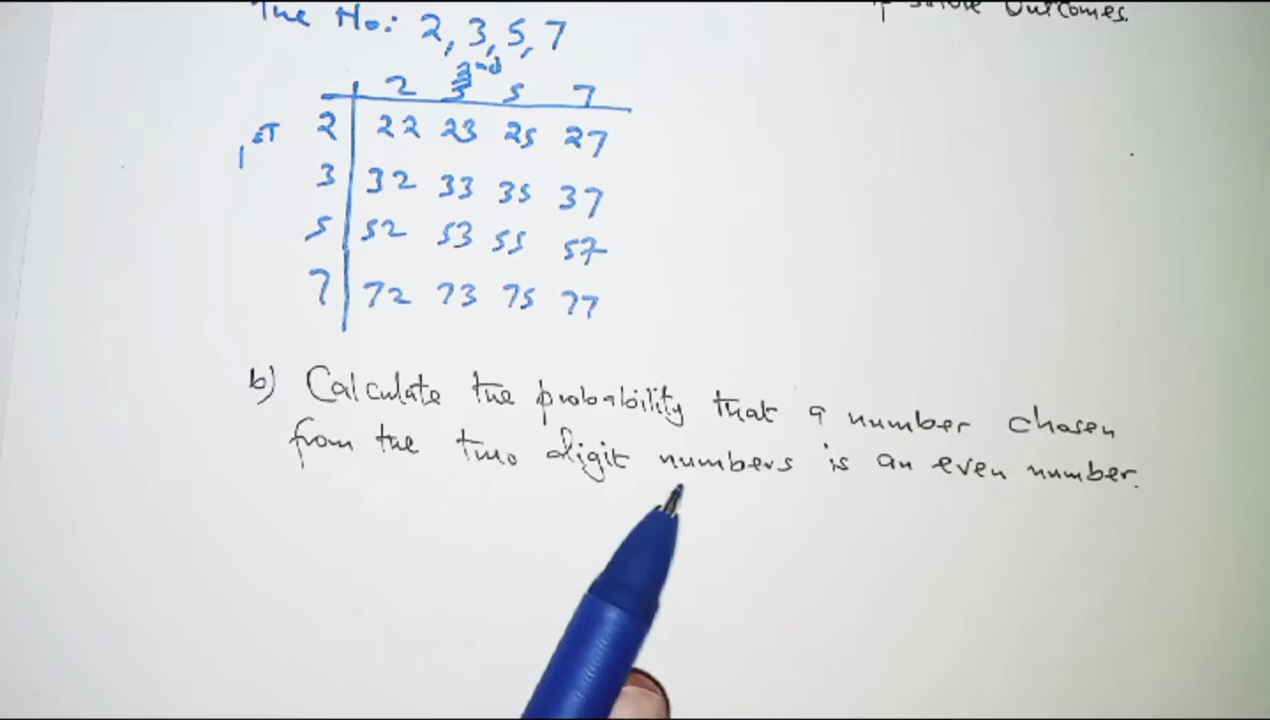 The No: 2, 3, 5, 7
Outcomes.
2nd
2 3 5 7
1ST
2 22 23 25 27
3 32 33 35 37
5 52 53 55 57
7 72 73 75 77
b) Calculate the probability that a number chosen
from the two digit numbers is an even number.